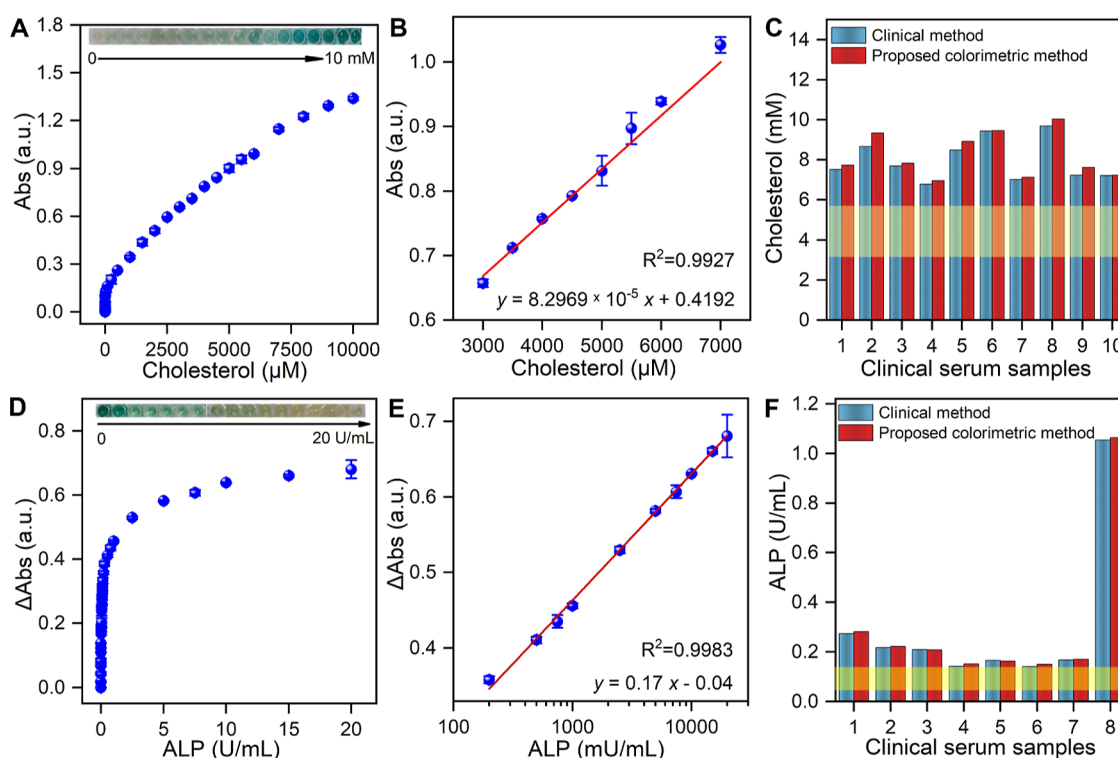 A
0
10 mM
Abs (a.u.)
1.8
1.5
1.2
0.9
0.6
0.3
0.0
0 2500 5000 7500 10000
Cholesterol (μM)
B
Abs (a.u.)
1.0
0.9
0.8
0.7
0.6
R²=0.9927
y = 8.2969 × 10⁻⁵ x + 0.4192
3000 4000 5000 6000 7000
Cholesterol (μM)
C
Clinical method
Proposed colorimetric method
Cholesterol (mM)
14
12
10
8
6
4
2
0
1 2 3 4 5 6 7 8 9 10
Clinical serum samples
D
0
20 U/mL
ΔAbs (a.u.)
0.8
0.6
0.4
0.2
0.0
0 5 10 15 20
ALP (U/mL)
E
ΔAbs (a.u.)
0.7
0.6
0.5
0.4
R²=0.9983
y = 0.17 x - 0.04
100 1000 10000
ALP (mU/mL)
F
Clinical method
Proposed colorimetric method
ALP (U/mL)
1.2
1.0
0.8
0.6
0.4
0.2
0.0
1 2 3 4 5 6 7 8
Clinical serum samples